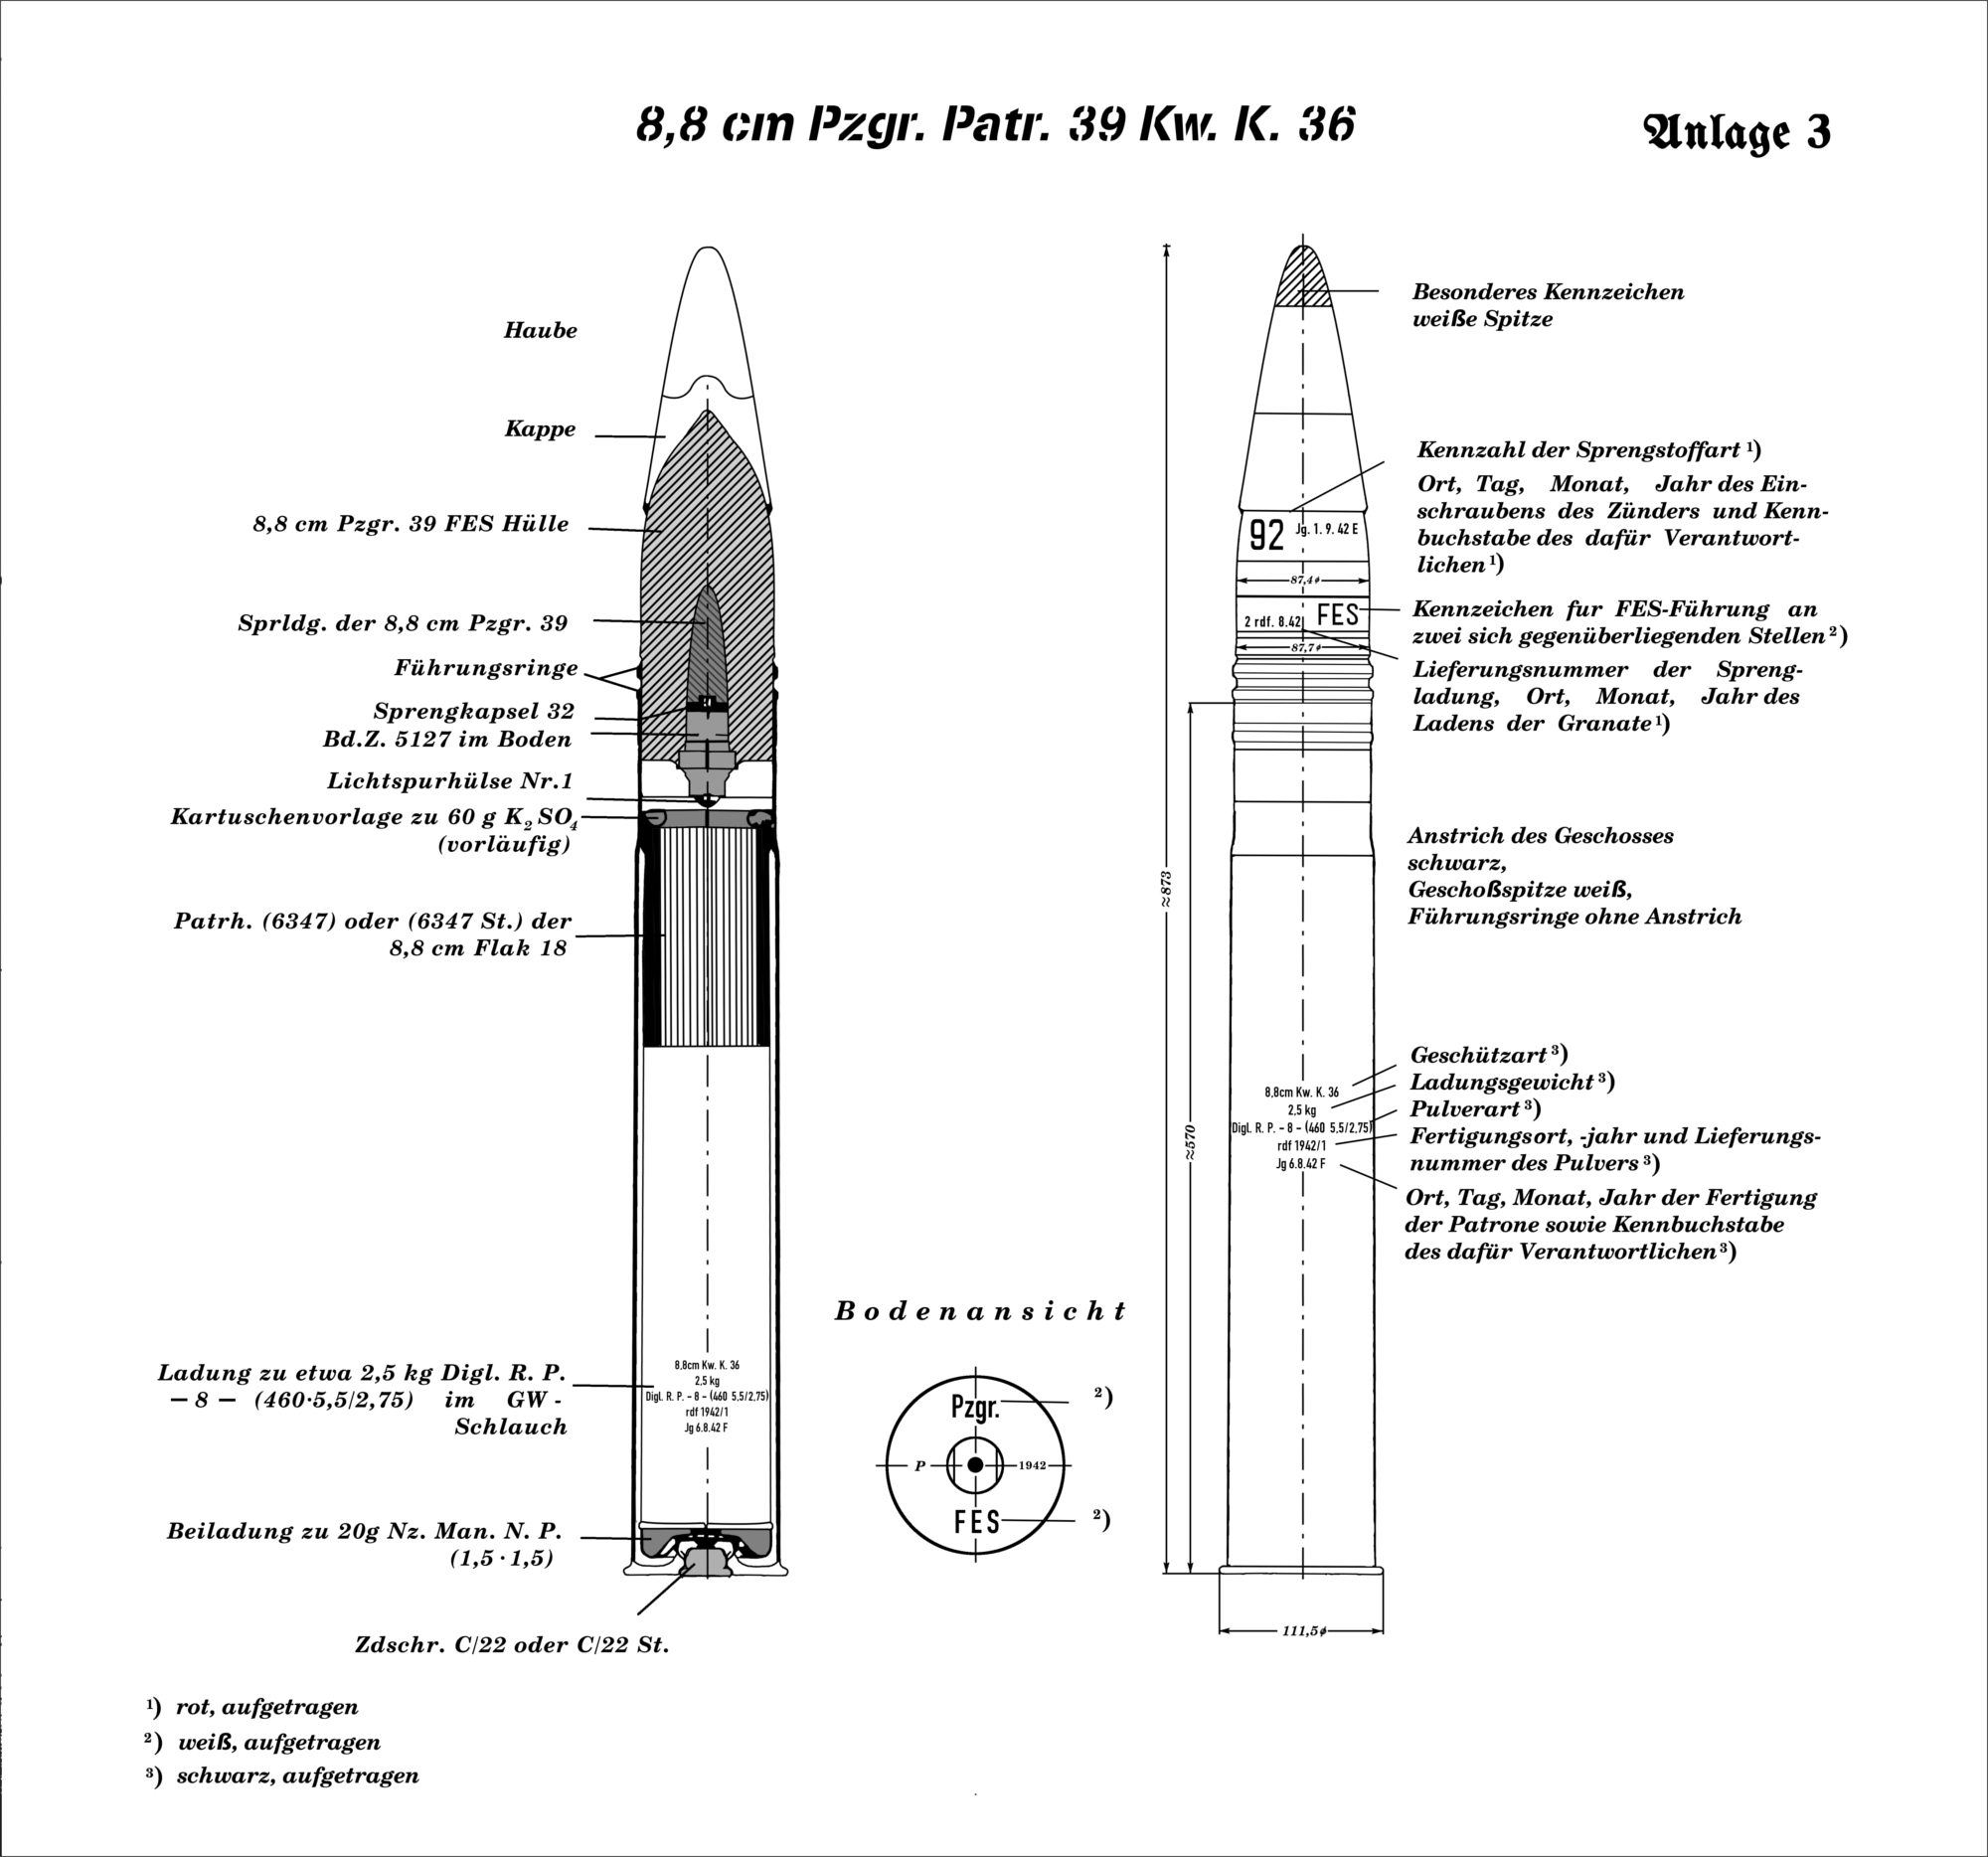 8,8 cm Pzgr. Patr. 39 Kw. K. 36
Anlage 3
Haube
Kappe
8,8 cm Pzgr. 39 FES Hülle
Sprldg. der 8,8 cm Pzgr. 39
Führungsringe
Sprengkapsel 32
Bd.Z. 5127 im Boden
Lichtspurhülse Nr.1
Kartuschenvorlage zu 60 g K₂SO₄
(vorläufig)
Patrh. (6347) oder (6347 St.) der
8,8 cm Flak 18
Ladung zu etwa 2,5 kg Digl. R. P.
— 8 — (460·5,5/2,75) im GW-
Schlauch
Beiladung zu 20g Nz. Man. N. P.
(1,5 · 1,5)
Zdschr. C/22 oder C/22 St.
8,8cm Kw. K. 36
2,5 kg
Digl. R. P. - 8 - (460 5,5/2,75)
rdf 1942/1
Jg 6.8.42 F
Bodenansicht
Pzgr.
²)
P
1942
FES
²)
≈873
≈570
92 Jg. 1. 9. 42 E
87,4⌀
2 rdf. 8.42 FES
87,7⌀
8,8cm Kw. K. 36
2,5 kg
Digl. R. P. - 8 - (460 5,5/2,75)
rdf 1942/1
Jg 6.8.42 F
111,5⌀
Besonderes Kennzeichen
weiße Spitze
Kennzahl der Sprengstoffart ¹)
Ort, Tag, Monat, Jahr des Ein-
schraubens des Zünders und Kenn-
buchstabe des dafür Verantwort-
lichen ¹)
Kennzeichen fur FES-Führung an
zwei sich gegenüberliegenden Stellen ²)
Lieferungsnummer der Spreng-
ladung, Ort, Monat, Jahr des
Ladens der Granate ¹)
Anstrich des Geschosses
schwarz,
Geschoßspitze weiß,
Führungsringe ohne Anstrich
Geschützart ³)
Ladungsgewicht ³)
Pulverart ³)
Fertigungsort, -jahr und Lieferungs-
nummer des Pulvers ³)
Ort, Tag, Monat, Jahr der Fertigung
der Patrone sowie Kennbuchstabe
des dafür Verantwortlichen ³)
¹) rot, aufgetragen
²) weiß, aufgetragen
³) schwarz, aufgetragen